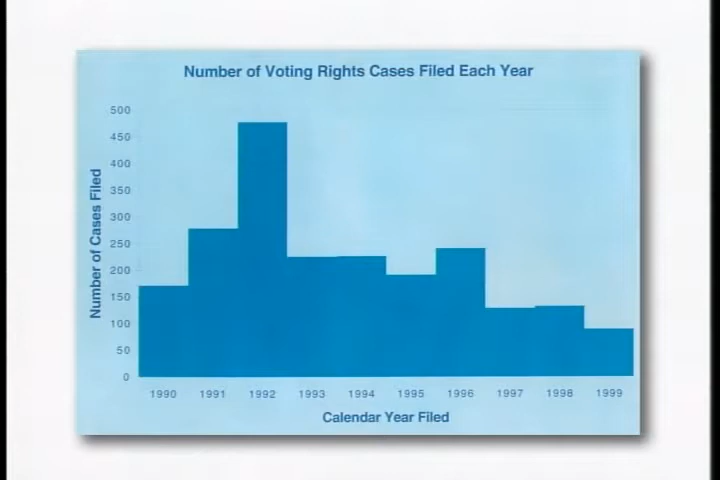 Number of Voting Rights Cases Filed Each Year
Number of Cases Filed
500
450
400
350
300
250
200
150
100
50
0
1990 1991 1992 1993 1994 1995 1996 1997 1998 1999
Calendar Year Filed